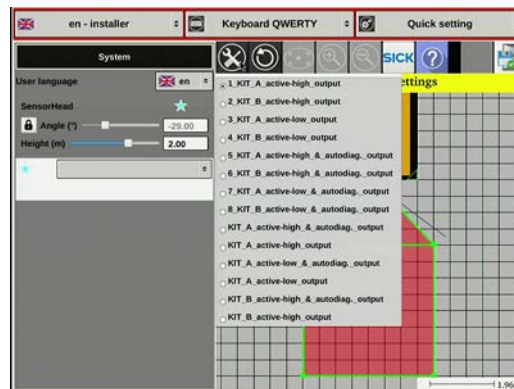 en - installer
Keyboard QWERTY
Quick setting
System
SICK
?
User language
en
ettings
SensorHead
Angle (°)
-29.00
Height (m)
2.00
1_KIT_A_active-high_output
2_KIT_B_active-high_output
3_KIT_A_active-low_output
4_KIT_B_active-low_output
5_KIT_A_active-high_&_autodiag._output
6_KIT_B_active-high_&_autodiag._output
7_KIT_A_active-low_&_autodiag._output
8_KIT_B_active-low_&_autodiag._output
KIT_A_active-high_&_autodiag._output
KIT_A_active-high_output
KIT_A_active-low_&_autodiag._output
KIT_A_active-low_output
KIT_B_active-high_&_autodiag._output
KIT_B_active-high_output
1.96